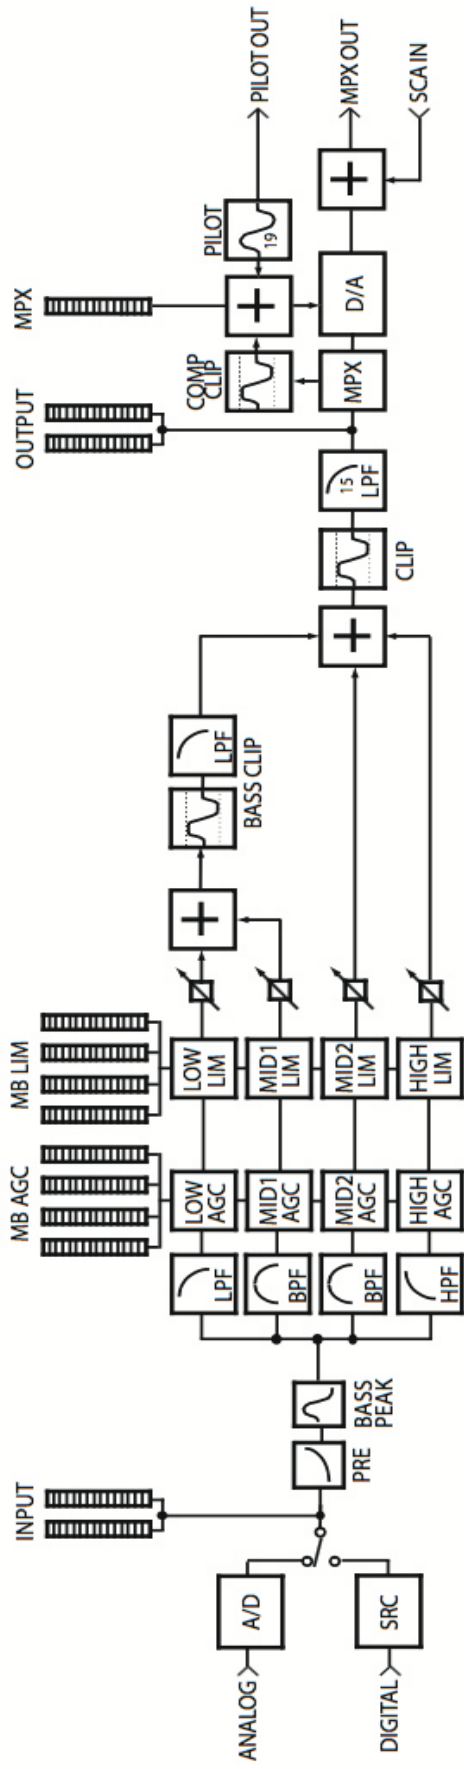 INPUT
MB AGC
MB LIM
OUTPUT
MPX
ANALOG
A/D
DIGITAL
SRC
PRE
BASS
PEAK
LPF
BPF
BPF
HPF
LOW
AGC
MID1
AGC
MID2
AGC
HIGH
AGC
LOW
LIM
MID1
LIM
MID2
LIM
HIGH
LIM
LPF
BASS CLIP
CLIP
15
LPF
COMP
CLIP
MPX
PILOT
19
D/A
PILOT OUT
MPX OUT
SCA IN